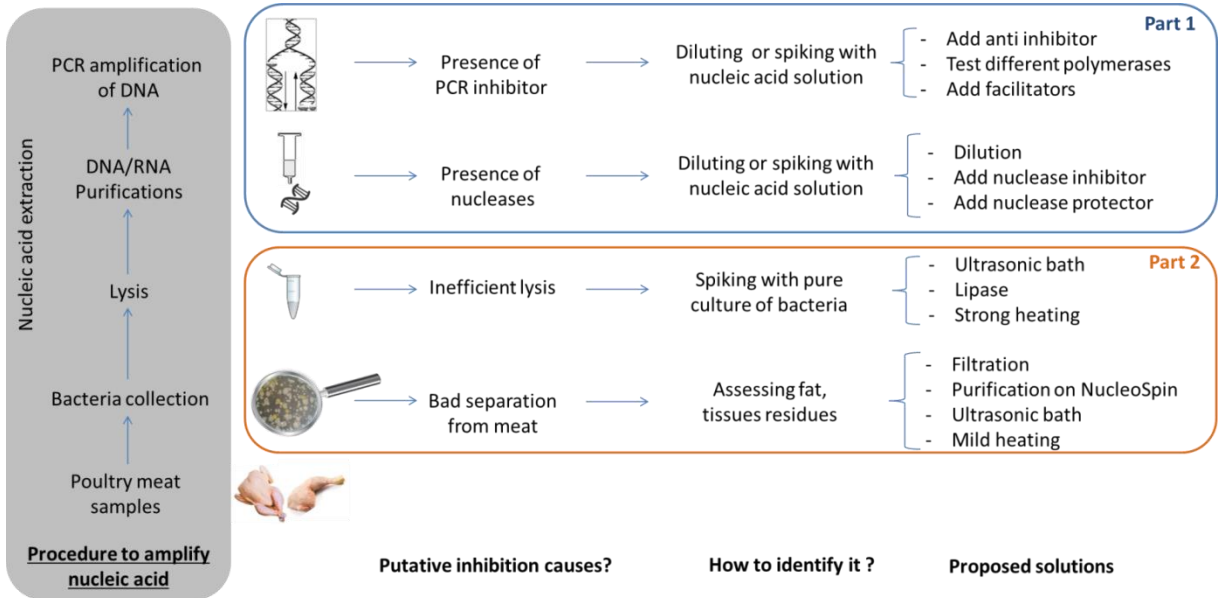 Nucleic acid extraction
PCR amplification
of DNA
DNA/RNA
Purifications
Lysis
Bacteria collection
Poultry meat
samples
Procedure to amplify
nucleic acid
Part 1
Presence of
PCR inhibitor
Diluting or spiking with
nucleic acid solution
- Add anti inhibitor
- Test different polymerases
- Add facilitators
Presence of
nucleases
Diluting or spiking with
nucleic acid solution
- Dilution
- Add nuclease inhibitor
- Add nuclease protector
Part 2
Inefficient lysis
Spiking with pure
culture of bacteria
- Ultrasonic bath
- Lipase
- Strong heating
Bad separation
from meat
Assessing fat,
tissues residues
- Filtration
- Purification on NucleoSpin
- Ultrasonic bath
- Mild heating
Putative inhibition causes?
How to identify it ?
Proposed solutions